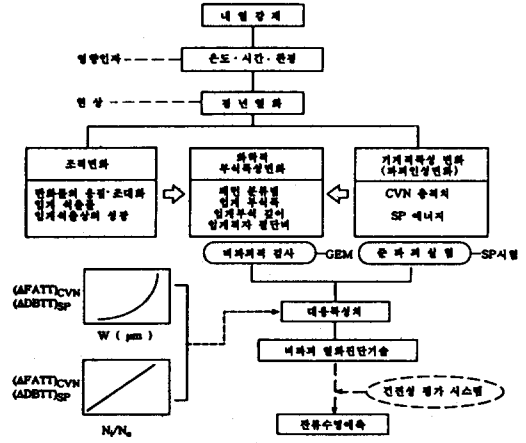 내 열 강 재
영향인자
온도·시간·환경
현 상
경 년 열 화
조직변화
탄화물의 응집·조대화
입계 석출물
입계석출상의 성장
화학적
부식특성변화
페인 분류별
입계 부식폭
입계부식 깊이
입계격자 절단비
기계적특성 변화
(파괴인성변화)
CVN 충격치
SP 에너지
비파괴적 검사
GEM
준 파괴 실험
SP시험
(ΔFATT)CVN
(ΔDBTT)SP
W ( μm )
대응특성치
비파괴 열화진단기술
(ΔFATT)CVN
(ΔDBTT)SP
Ni/No
건전성 평가 시스템
잔류수명예측